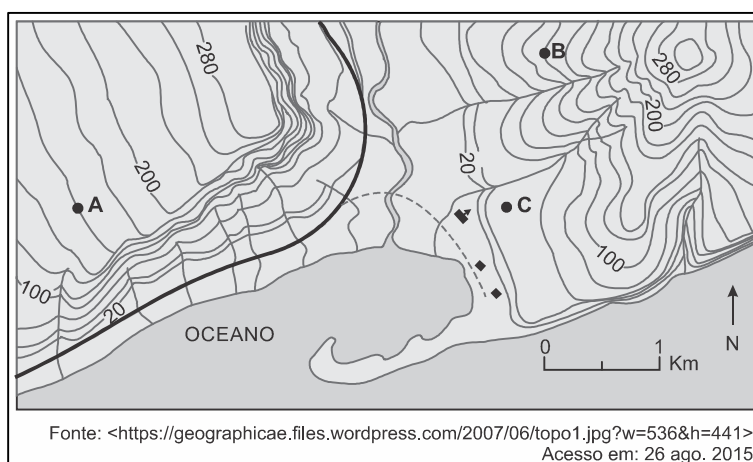 280
B
280
200
20
A
200
C
100
100
20
OCEANO
0 1
Km
N
Fonte: <https://geographicae.files.wordpress.com/2007/06/topo1.jpg?w=536&h=441>
Acesso em: 26 ago. 2015